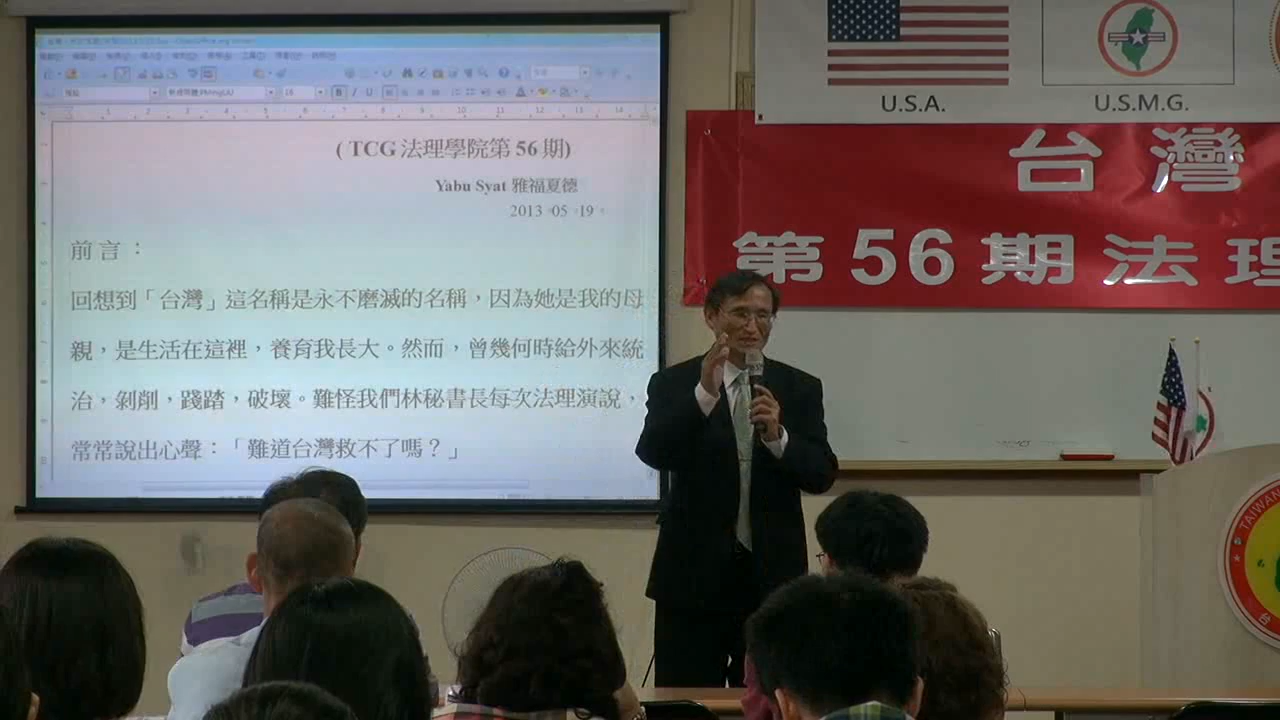 ( TCG 法理學院第 56 期)
Yabu Syat 雅福夏德
2013 05 19
前言：
回想到「台灣」這名稱是永不磨滅的名稱，因為她是我的母
親，是生活在這裡，養育我長大。然而，曾幾何時給外來統
治，剝削，踐踏，破壞。難怪我們林秘書長每次法理演說，
常常說出心聲：「難道台灣救不了嗎？」
U.S.A.
U.S.M.G.
台灣
第56期法理
TAIWAN
台